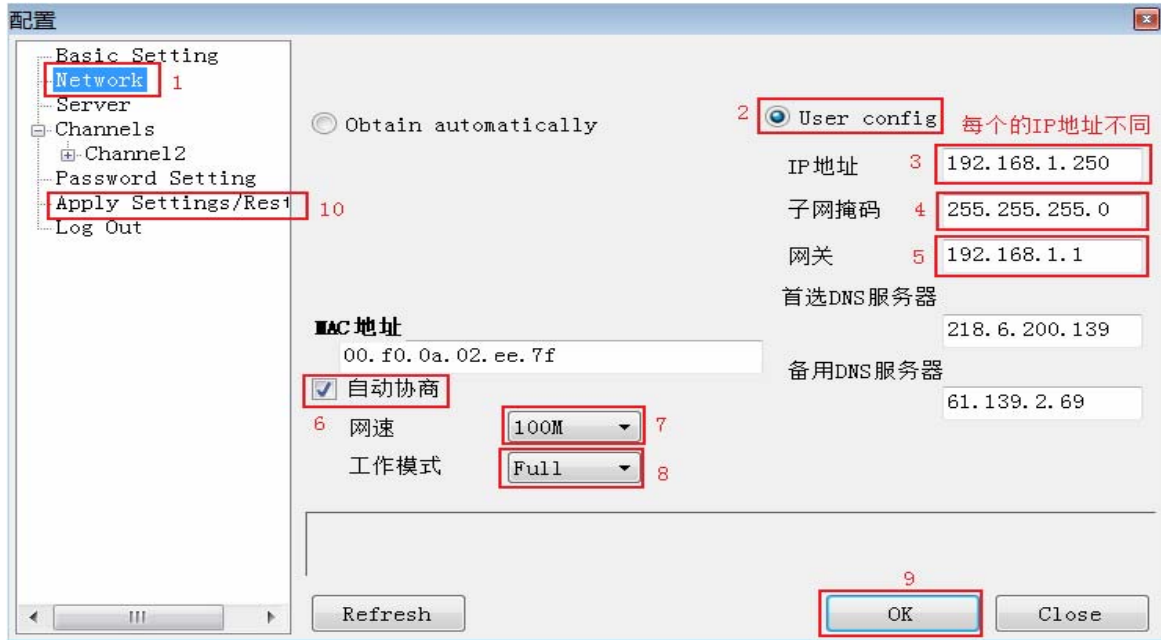 配置
Basic Setting
Network 1
Server
Channels
Channel2
Password Setting
Apply Settings/Rest 10
Log Out
Obtain automatically
2 User config 每个的IP地址不同
IP地址 3 192.168.1.250
子网掩码 4 255.255.255.0
网关 5 192.168.1.1
首选DNS服务器
218.6.200.139
备用DNS服务器
61.139.2.69
MAC地址
00.f0.0a.02.ee.7f
自动协商
6 网速 100M 7
工作模式 Full 8
9
Refresh OK Close